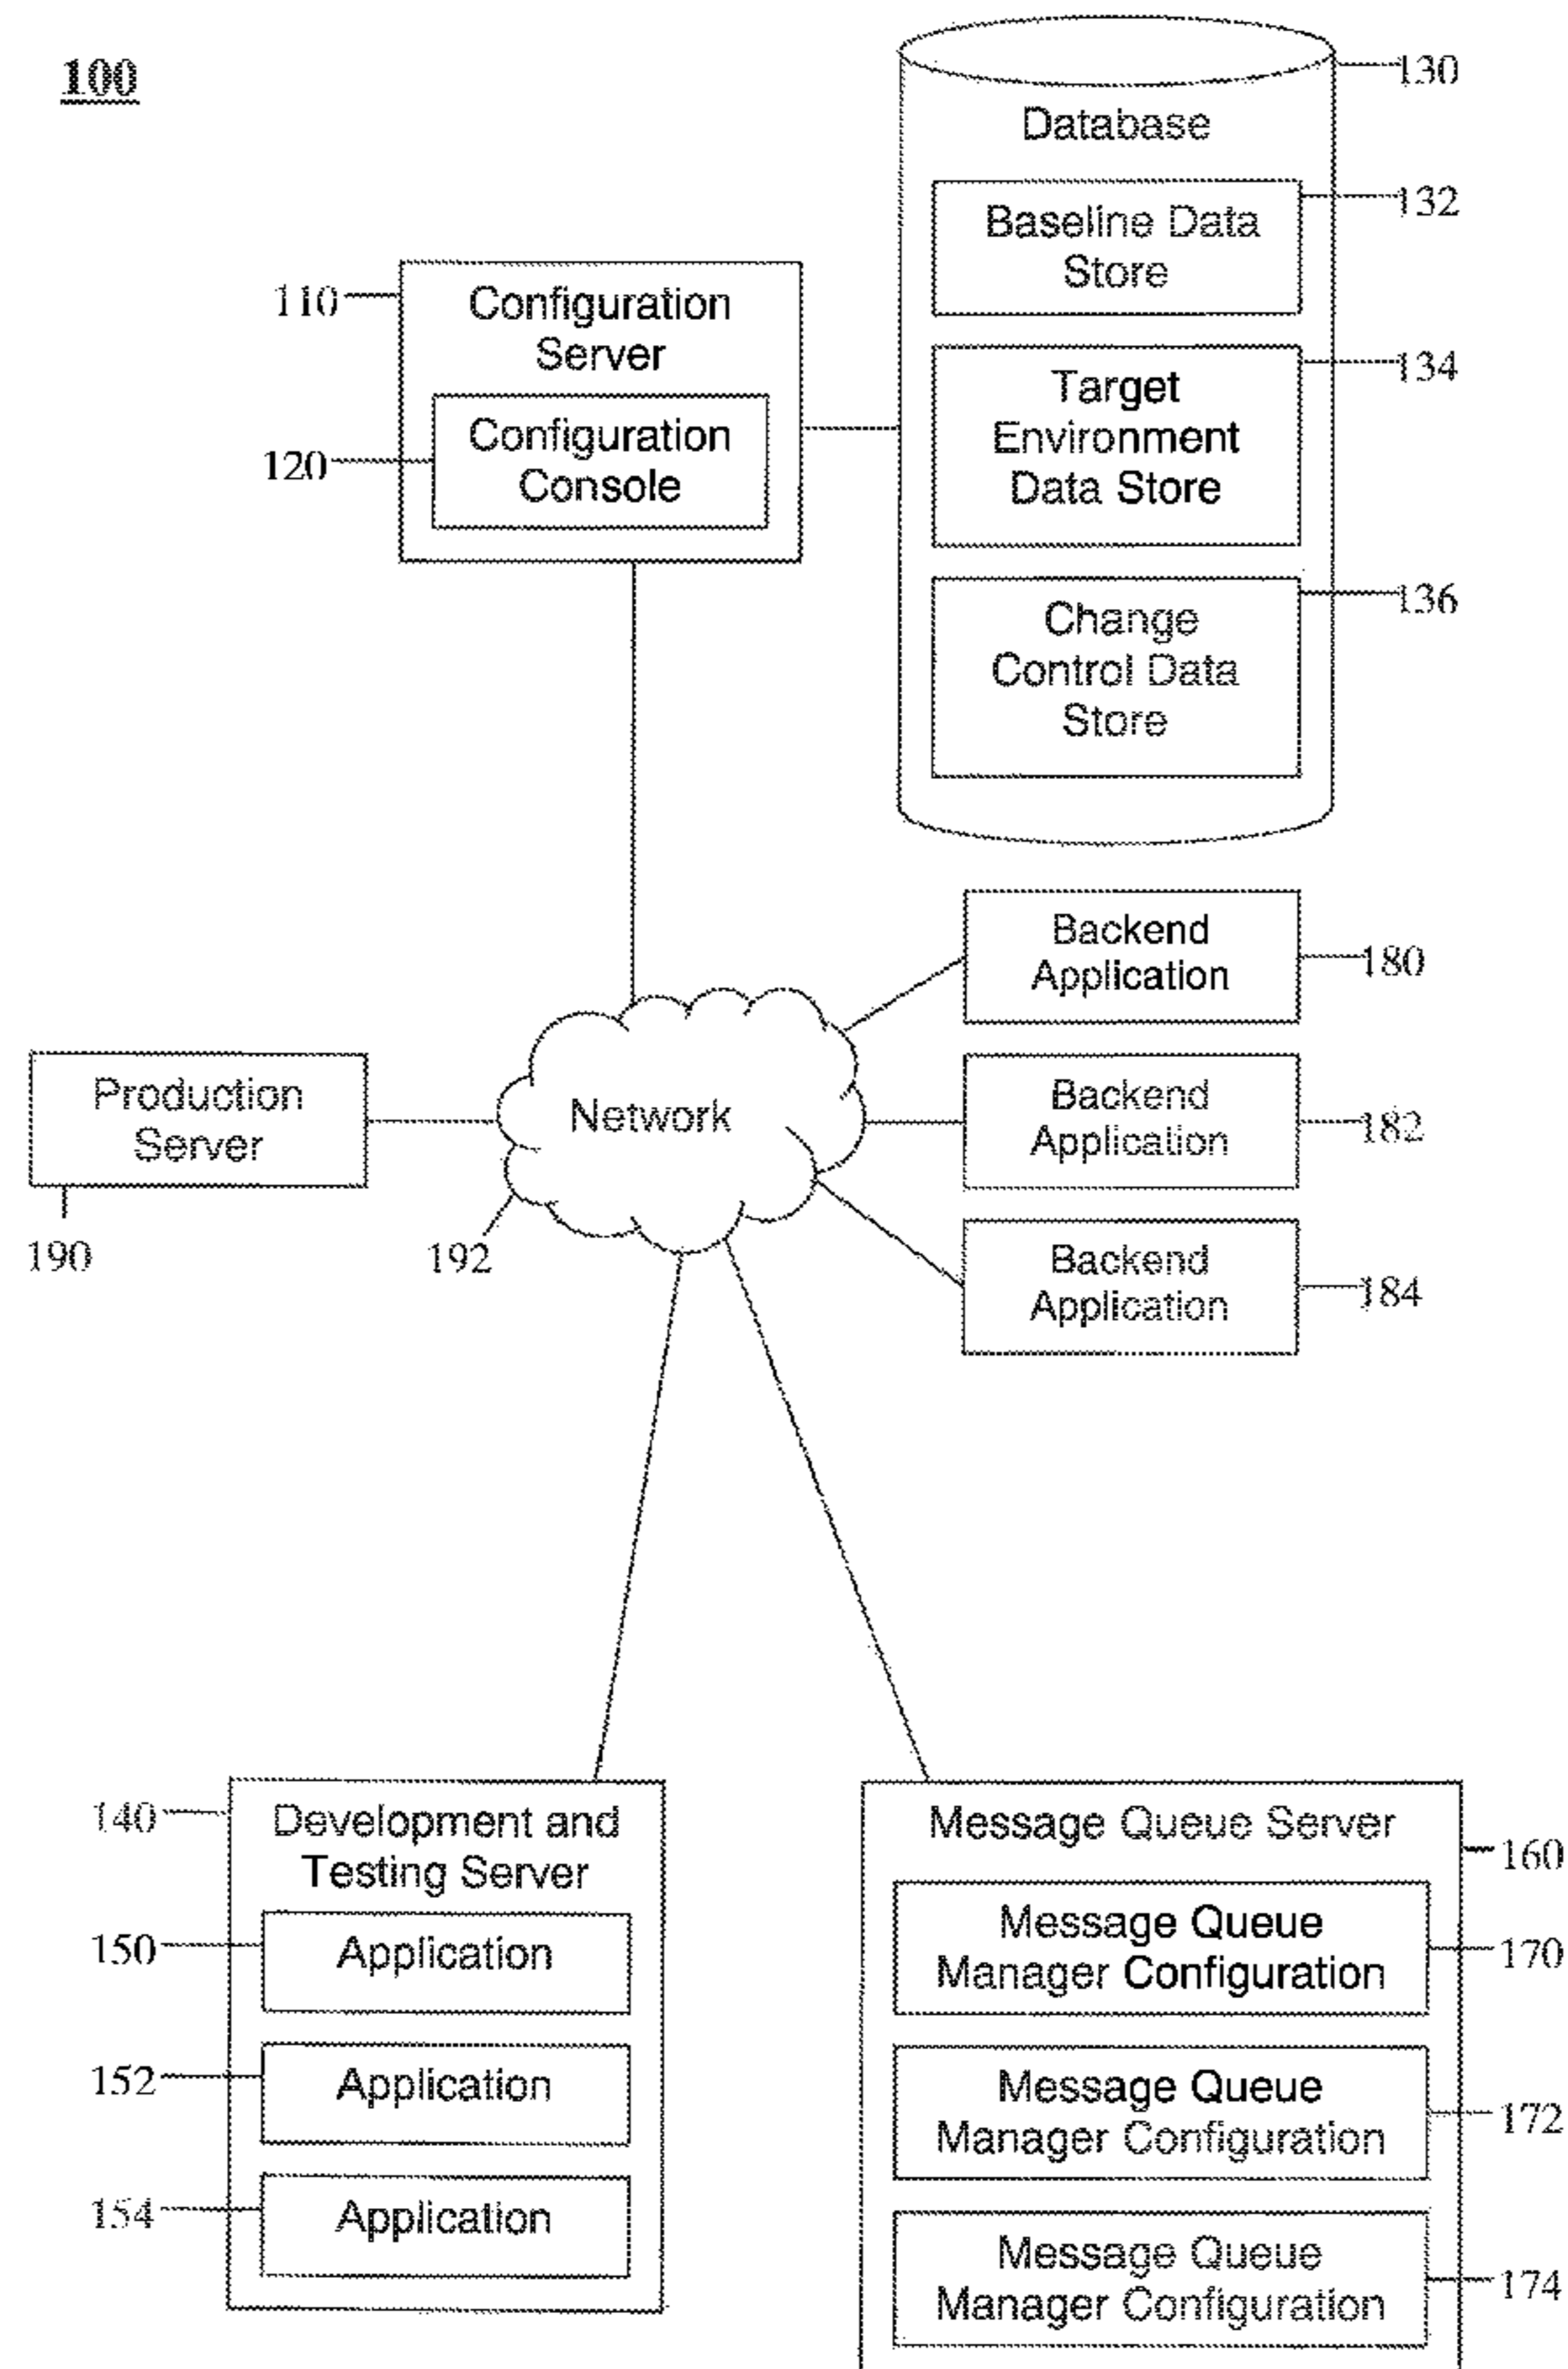 100
130
Database
132
Baseline Data
Store
110
Configuration
Server
134
Target
Environment
Data Store
120
Configuration
Console
136
Change
Control Data
Store
Backend
Application
180
Production
Server
Network
Backend
Application
182
190
192
Backend
Application
184
140
Development and
Testing Server
150
Application
152
Application
154
Application
Message Queue Server
160
Message Queue
Manager Configuration
170
Message Queue
Manager Configuration
172
Message Queue
Manager Configuration
174